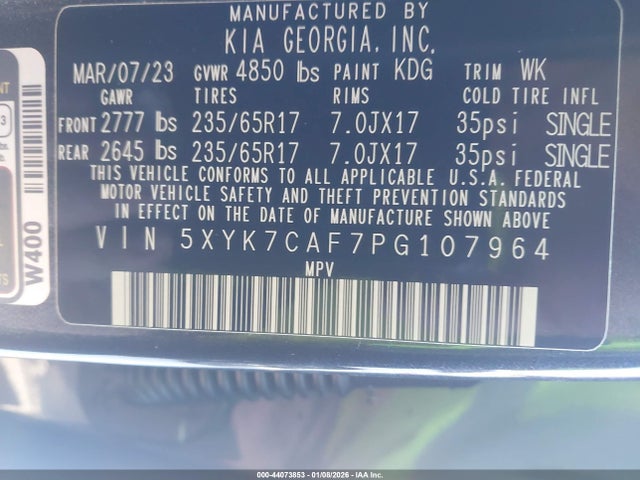 MANUFACTURED BY
KIA GEORGIA, INC.
MAR/07/23 GVWR 4850 lbs PAINT KDG TRIM WK
GAWR TIRES RIMS COLD TIRE INFL
FRONT 2777 lbs 235/65R17 7.0JX17 35psi SINGLE
REAR 2645 lbs 235/65R17 7.0JX17 35psi SINGLE
THIS VEHICLE CONFORMS TO ALL APPLICABLE U.S.A. FEDERAL
MOTOR VEHICLE SAFETY AND THEFT PREVENTION STANDARDS
IN EFFECT ON THE DATE OF MANUFACTURE SHOWN ABOVE
VIN 5XYK7CAF7PG107964
MPV
W400
000-44073853 - 01/08/2026 - IAA Inc.